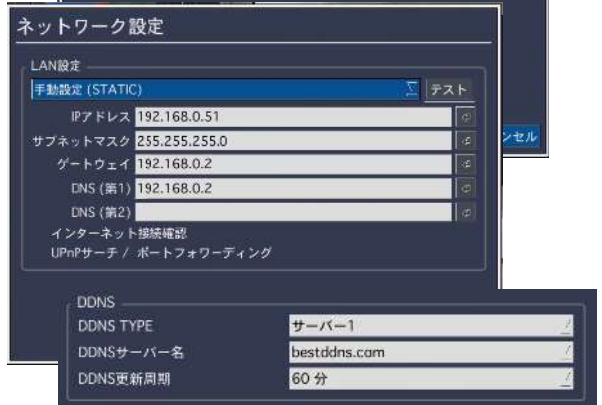 ネットワーク設定
LAN設定
手動設定 (STATIC)
テスト
IPアドレス 192.168.0.51
サブネットマスク 255.255.255.0
ンセル
ゲートウェイ 192.168.0.2
DNS (第1) 192.168.0.2
DNS (第2)
インターネット接続確認
UPnPサーチ / ポートフォワーディング
DDNS
DDNS TYPE サーバー1
DDNSサーバー名 bestddns.com
DDNS更新周期 60 分